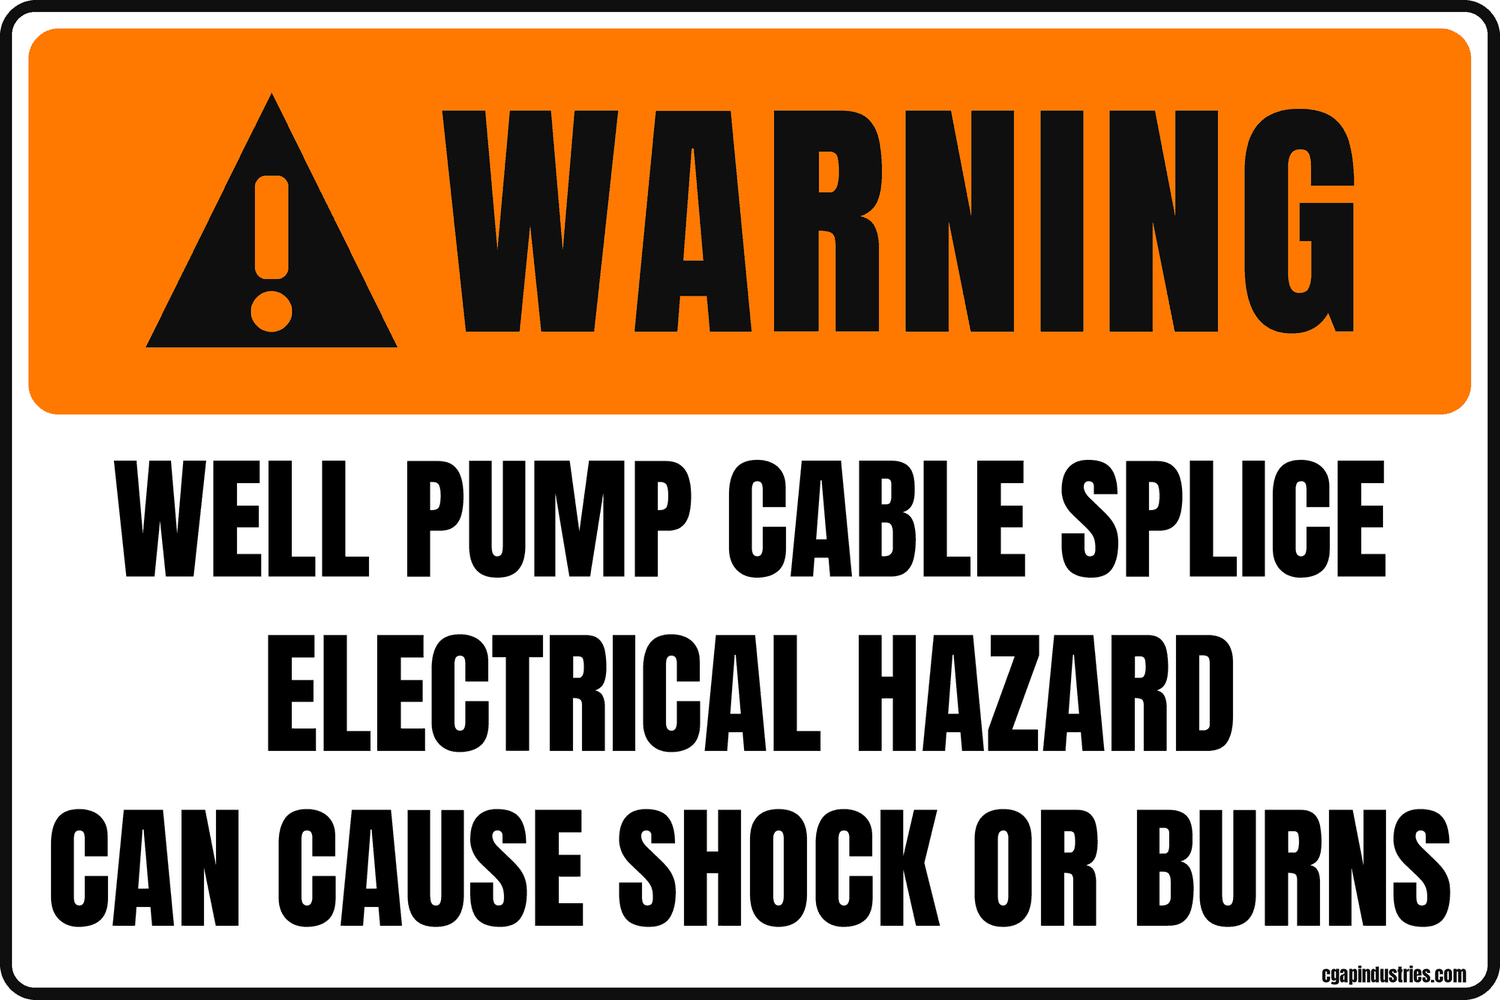 WARNING
WELL PUMP CABLE SPLICE
ELECTRICAL HAZARD
CAN CAUSE SHOCK OR BURNS
cgapindustries.com